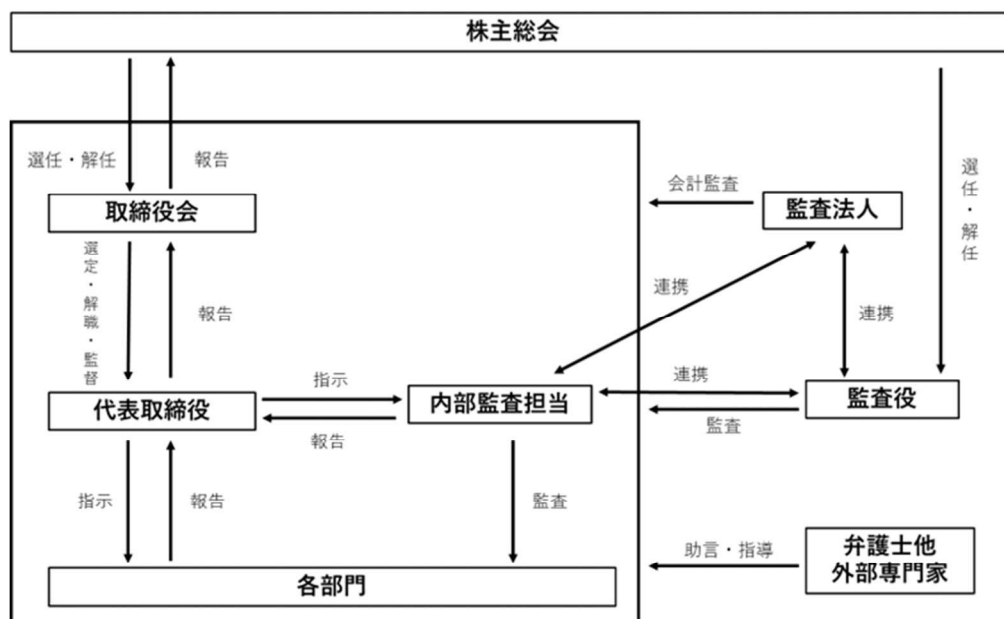 株主総会
選任・解任
報告
取締役会
会計監査
監査法人
選任・解任
選定・解職・監督
報告
連携
連携
代表取締役
指示
報告
内部監査担当
連携
監査
監査役
指示
報告
監査
助言・指導
弁護士他
外部専門家
各部門